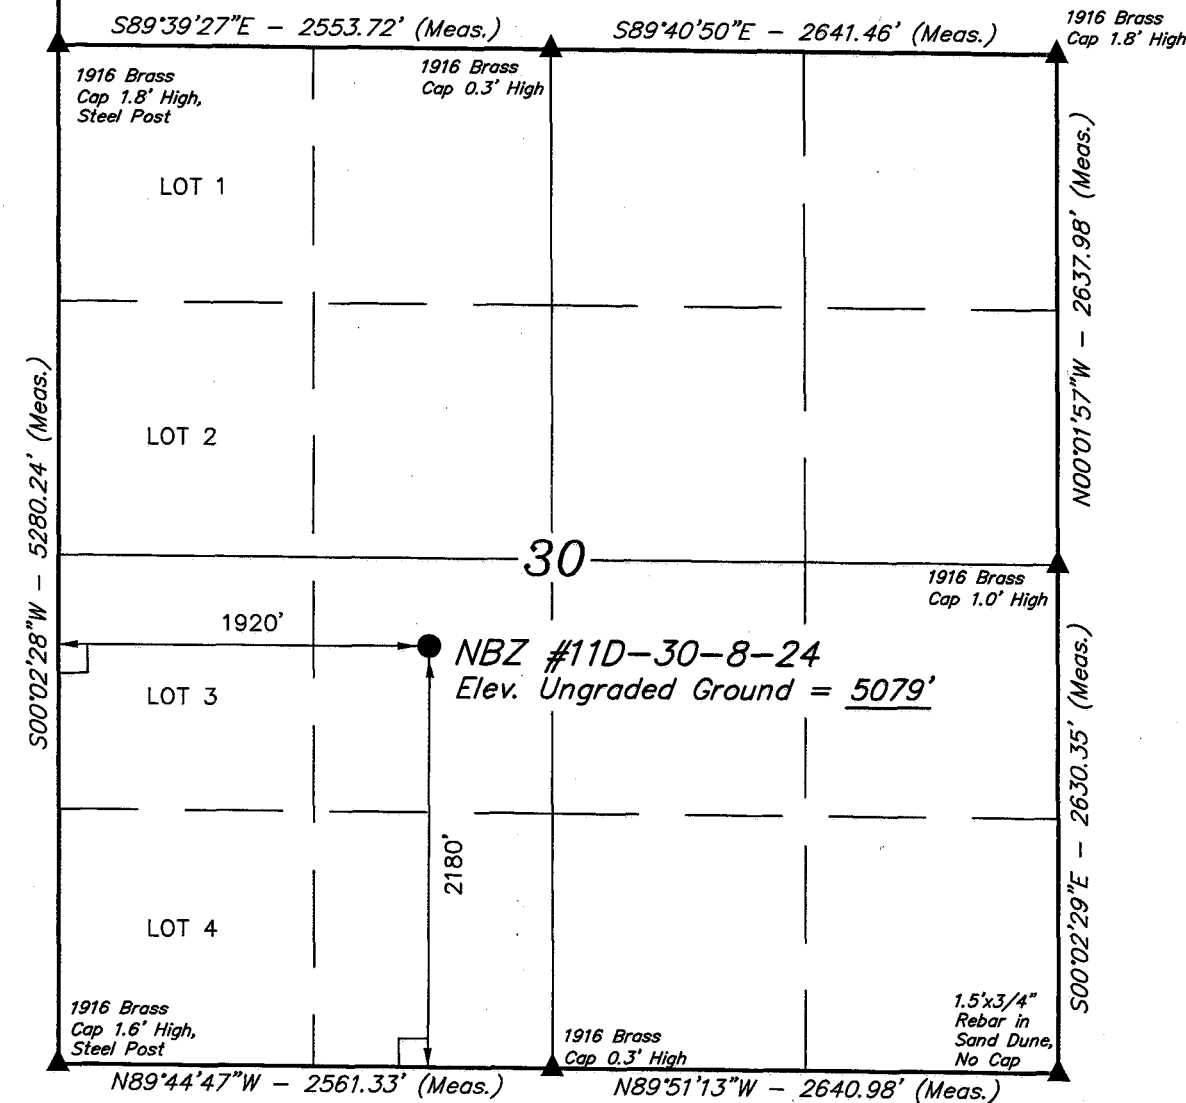 S89°39'27"E - 2553.72' (Meas.)
S89°40'50"E - 2641.46' (Meas.)
1916 Brass
Cap 1.8' High
1916 Brass
Cap 1.8' High,
Steel Post
1916 Brass
Cap 0.3' High
LOT 1
N00°01'57"W - 2637.98' (Meas.)
LOT 2
S00°02'28"W - 5280.24' (Meas.)
30
1916 Brass
Cap 1.0' High
1920'
NBZ #11D-30-8-24
Elev. Ungraded Ground = 5079'
LOT 3
S00°02'29"E - 2630.35' (Meas.)
2180'
LOT 4
1916 Brass
Cap 1.6' High,
Steel Post
1916 Brass
Cap 0.3' High
1.5'x3/4"
Rebar in
Sand Dune,
No Cap
N89°44'47"W - 2561.33' (Meas.)
N89°51'13"W - 2640.98' (Meas.)